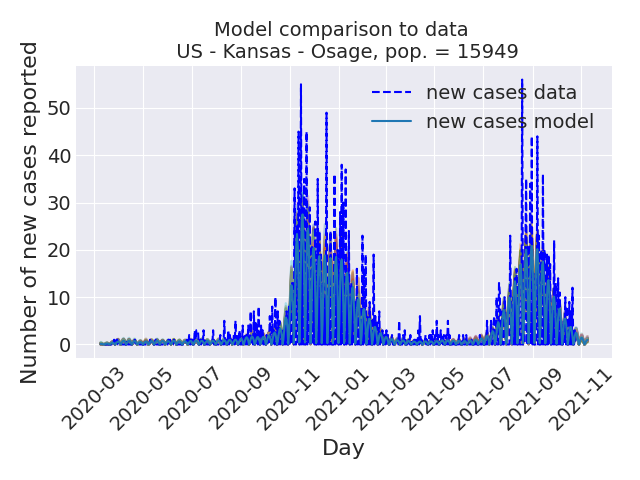 Model comparison to data
US - Kansas - Osage, pop. = 15949
Number of new cases reported
50
40
30
20
10
0
new cases data
new cases model
2020-03
2020-05
2020-07
2020-09
2020-11
2021-01
2021-03
2021-05
2021-07
2021-09
2021-11
Day